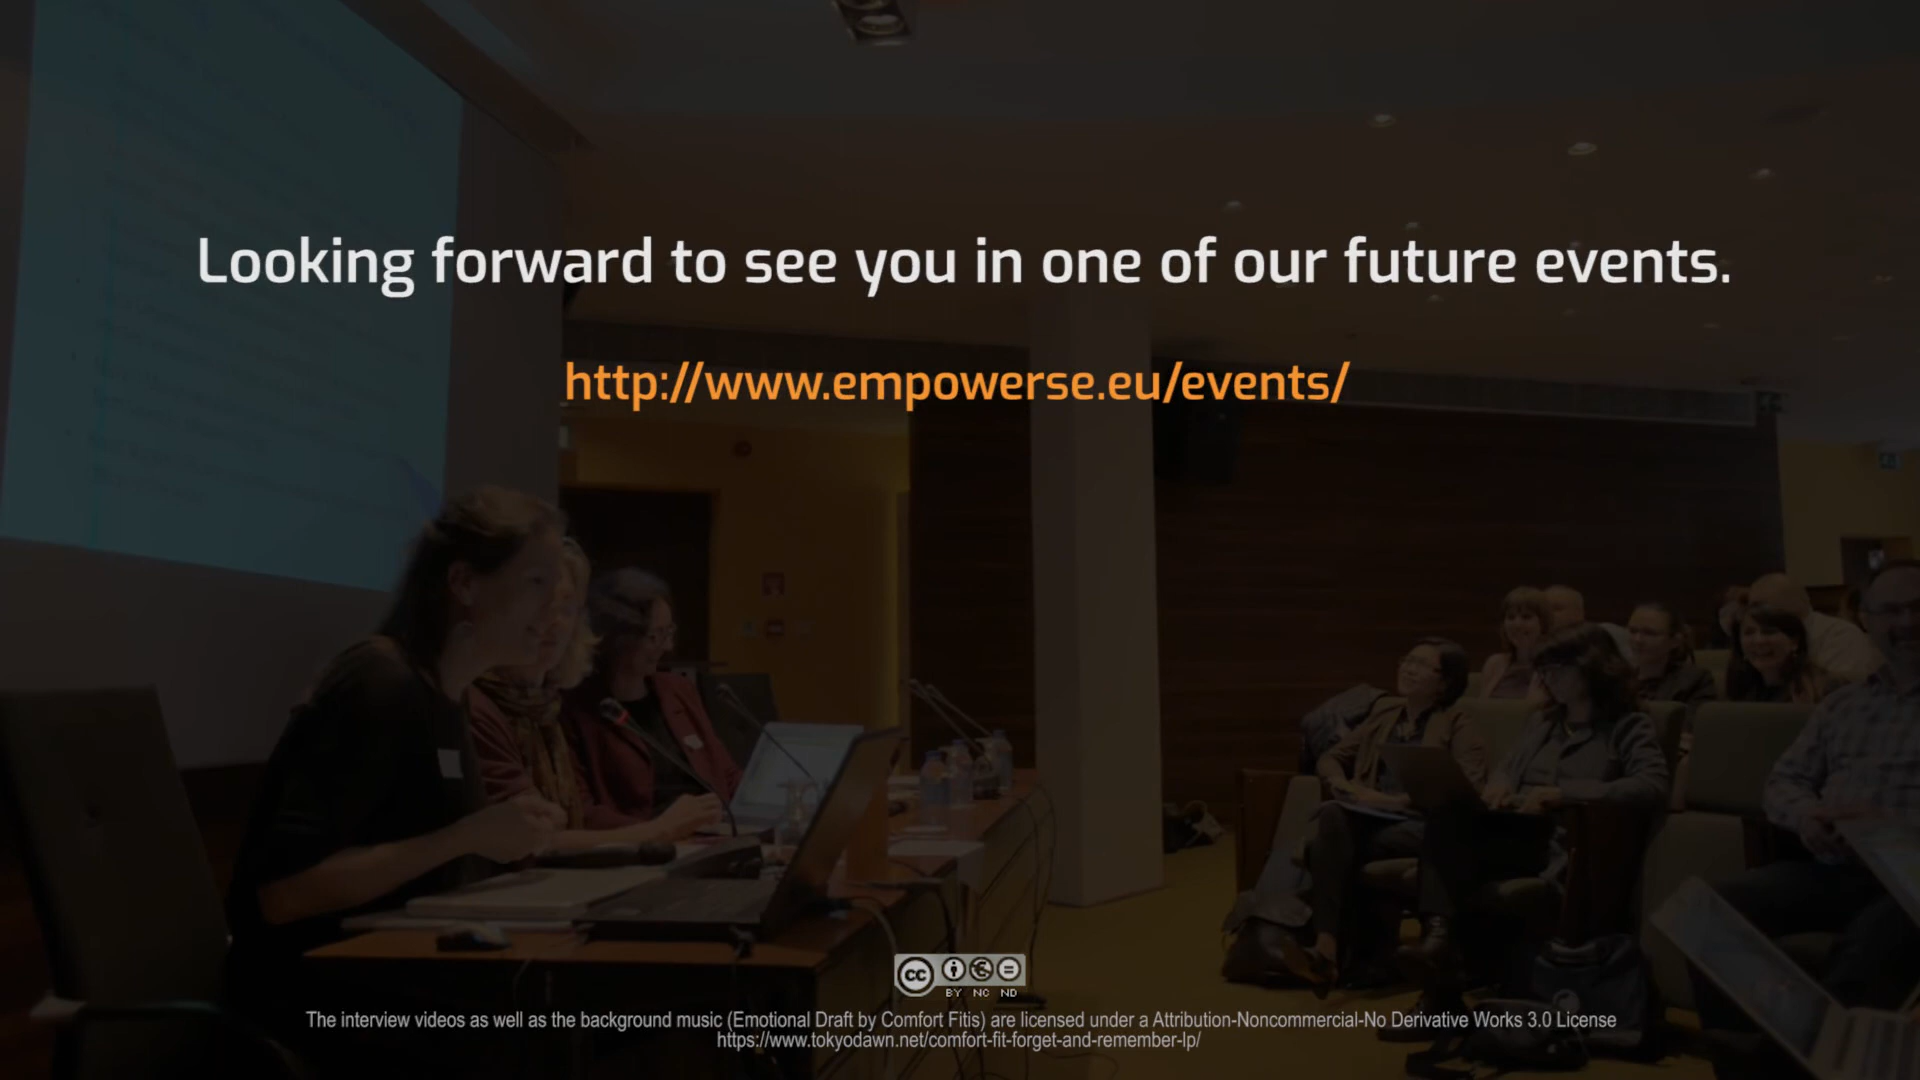 Looking forward to see you in one of our future events.
http://www.empowerse.eu/events/
cc
BY NC ND
The interview videos as well as the background music (Emotional Draft by Comfort Fitis) are licensed under a Attribution-Noncommercial-No Derivative Works 3.0 License
https://www.tokyodawn.net/comfort-fit-forget-and-remember-lp/